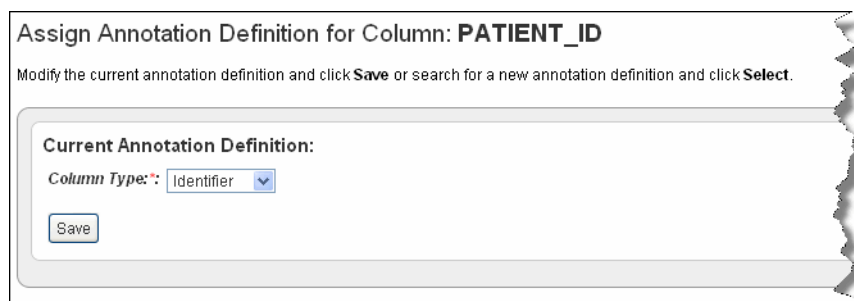 Assign Annotation Definition for Column: PATIENT_ID
Modify the current annotation definition and click Save or search for a new annotation definition and click Select.
Current Annotation Definition:
Column Type:*: Identifier
Save